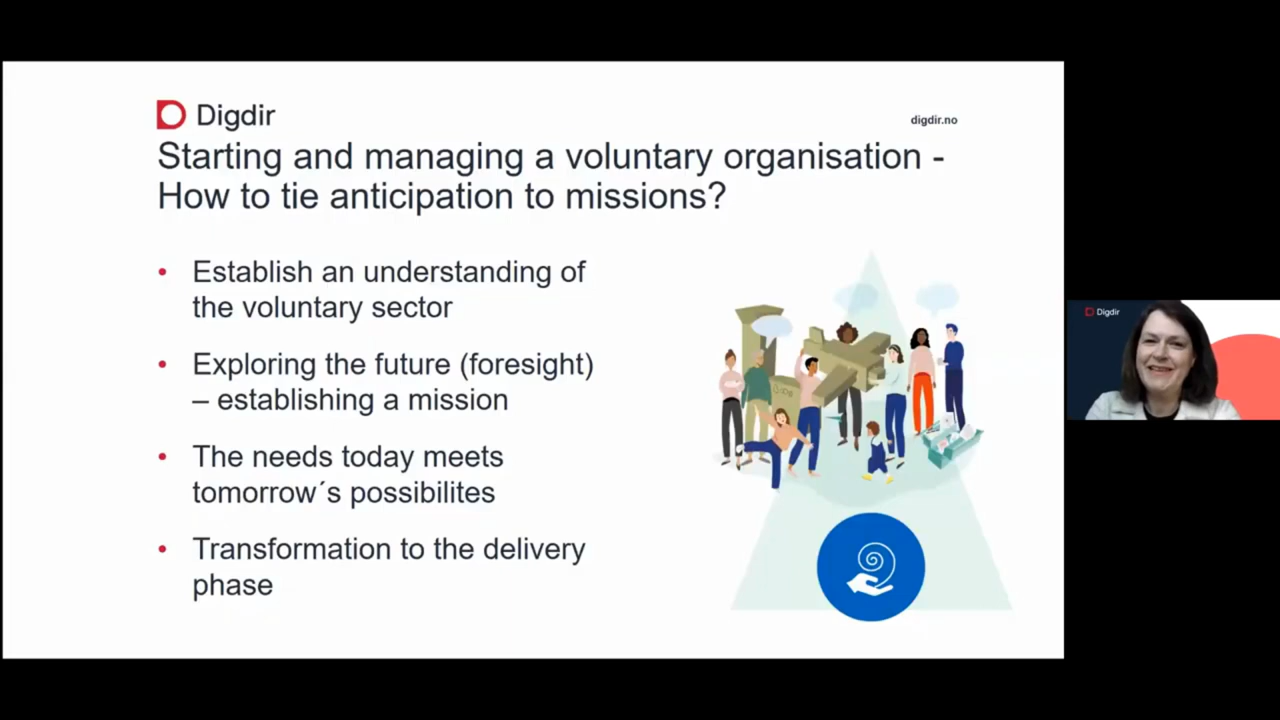 Digdir
digdir.no
Starting and managing a voluntary organisation -
How to tie anticipation to missions?
• Establish an understanding of
the voluntary sector
• Exploring the future (foresight)
– establishing a mission
• The needs today meets
tomorrow´s possibilites
• Transformation to the delivery
phase
Digdir